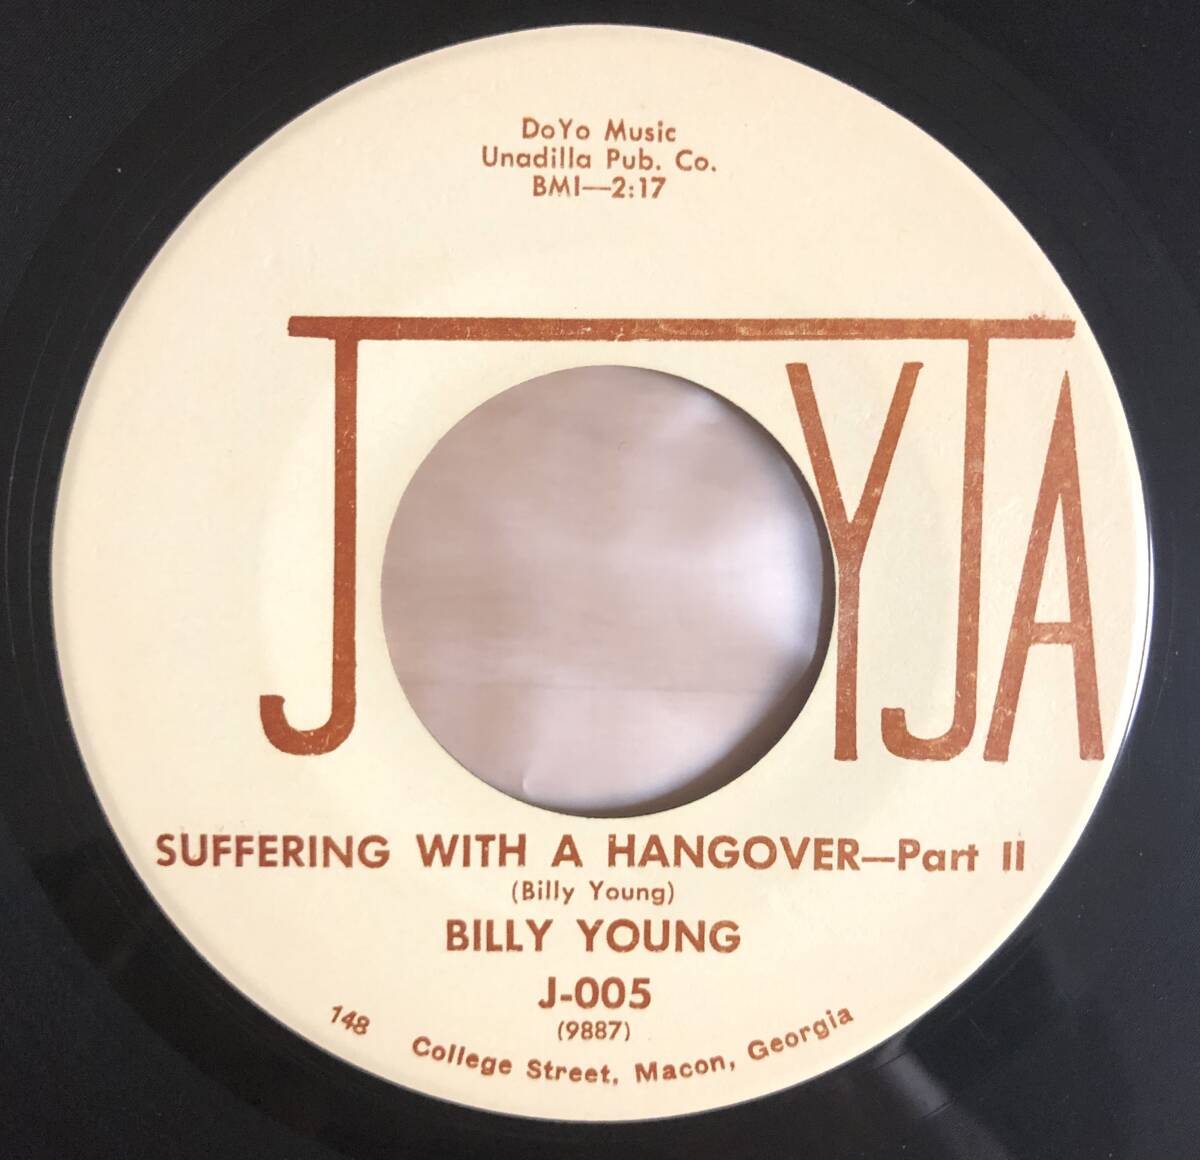 DoYo Music
Unadilla Pub. Co.
BMI—2:17
JOYJA
SUFFERING WITH A HANGOVER—Part II
(Billy Young)
BILLY YOUNG
J-005
(9887)
148 College Street, Macon, Georgia